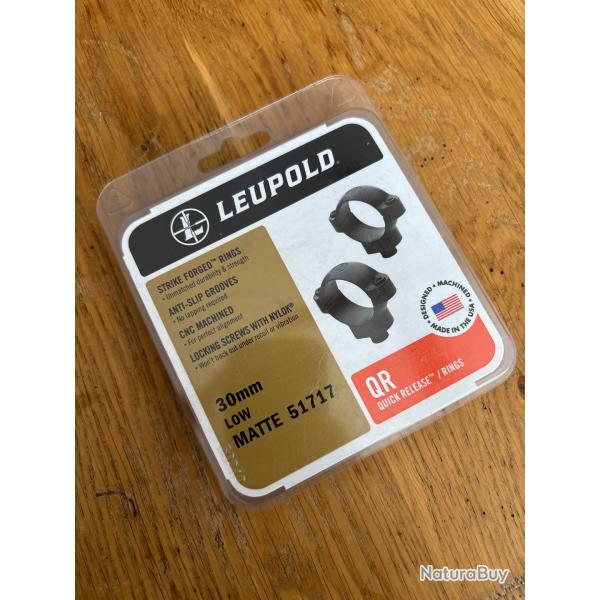 LEUPOLD®
STRIKE FORGED™ RINGS
- Unmatched durability & strength
ANTI-SLIP GROOVES
- No lapping required
CNC MACHINED
- For perfect alignment
LOCKING SCREWS WITH NYLOK®
- Won't back out under recoil or vibration
30mm
LOW
MATTE 51717
DESIGNED • MACHINED
MADE IN THE USA
QR
QUICK RELEASE™ / RINGS
NaturaBuy